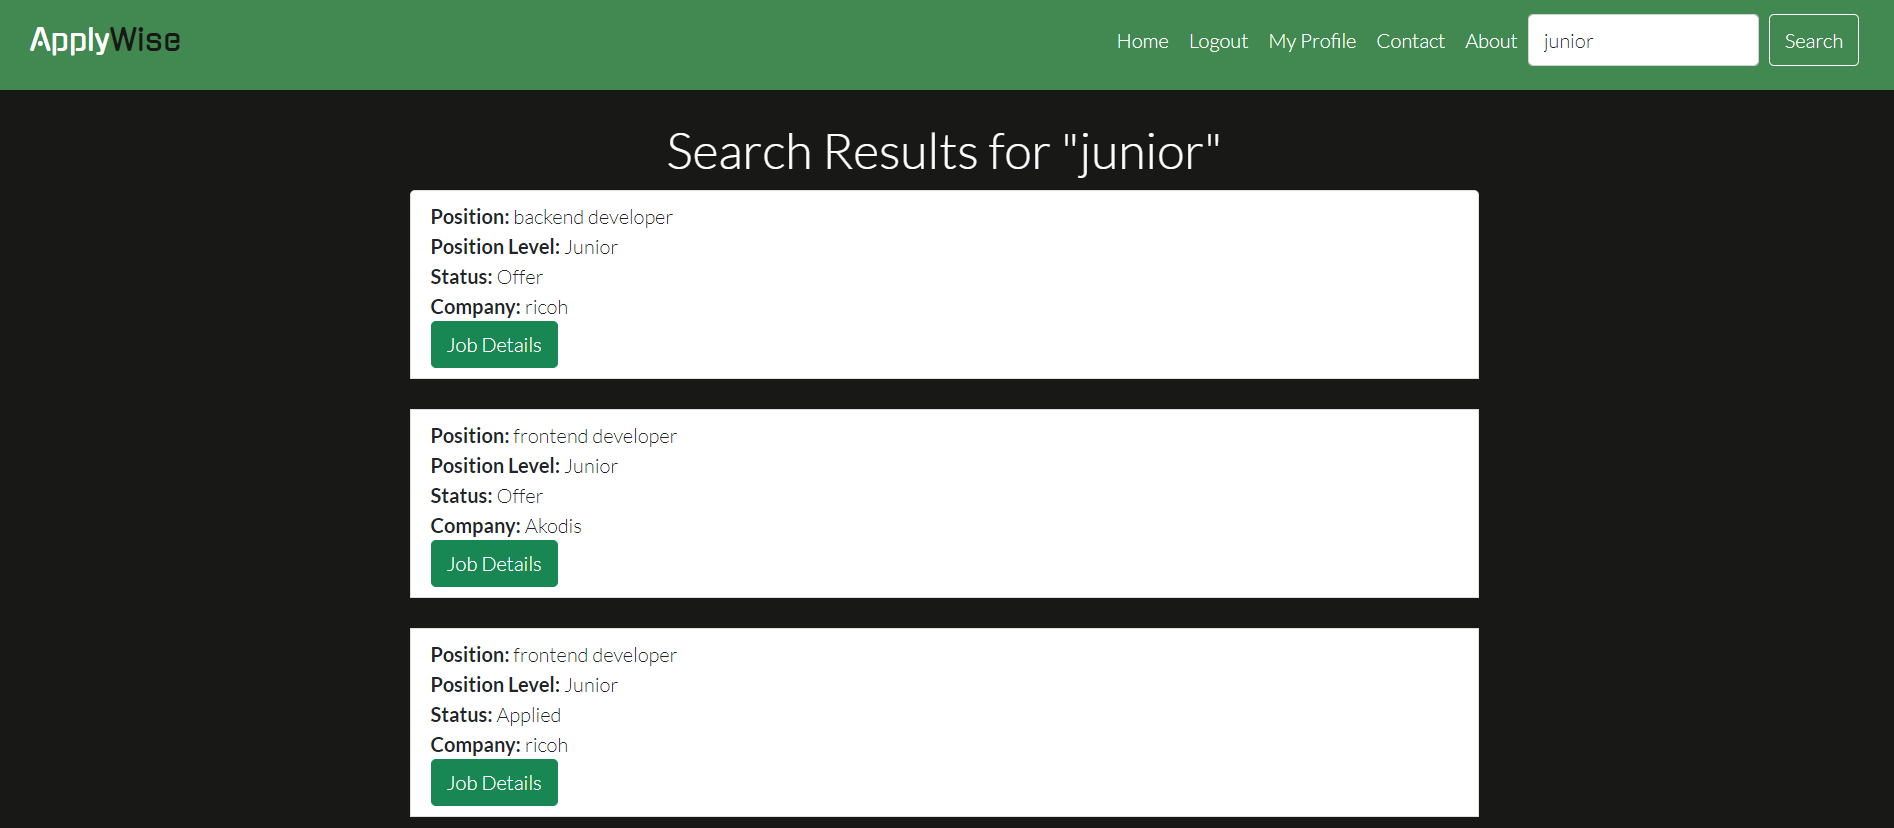 ApplyWise
Home Logout My Profile Contact About junior Search
Search Results for "junior"
Position: backend developer
Position Level: Junior
Status: Offer
Company: ricoh
Job Details
Position: frontend developer
Position Level: Junior
Status: Offer
Company: Akodis
Job Details
Position: frontend developer
Position Level: Junior
Status: Applied
Company: ricoh
Job Details